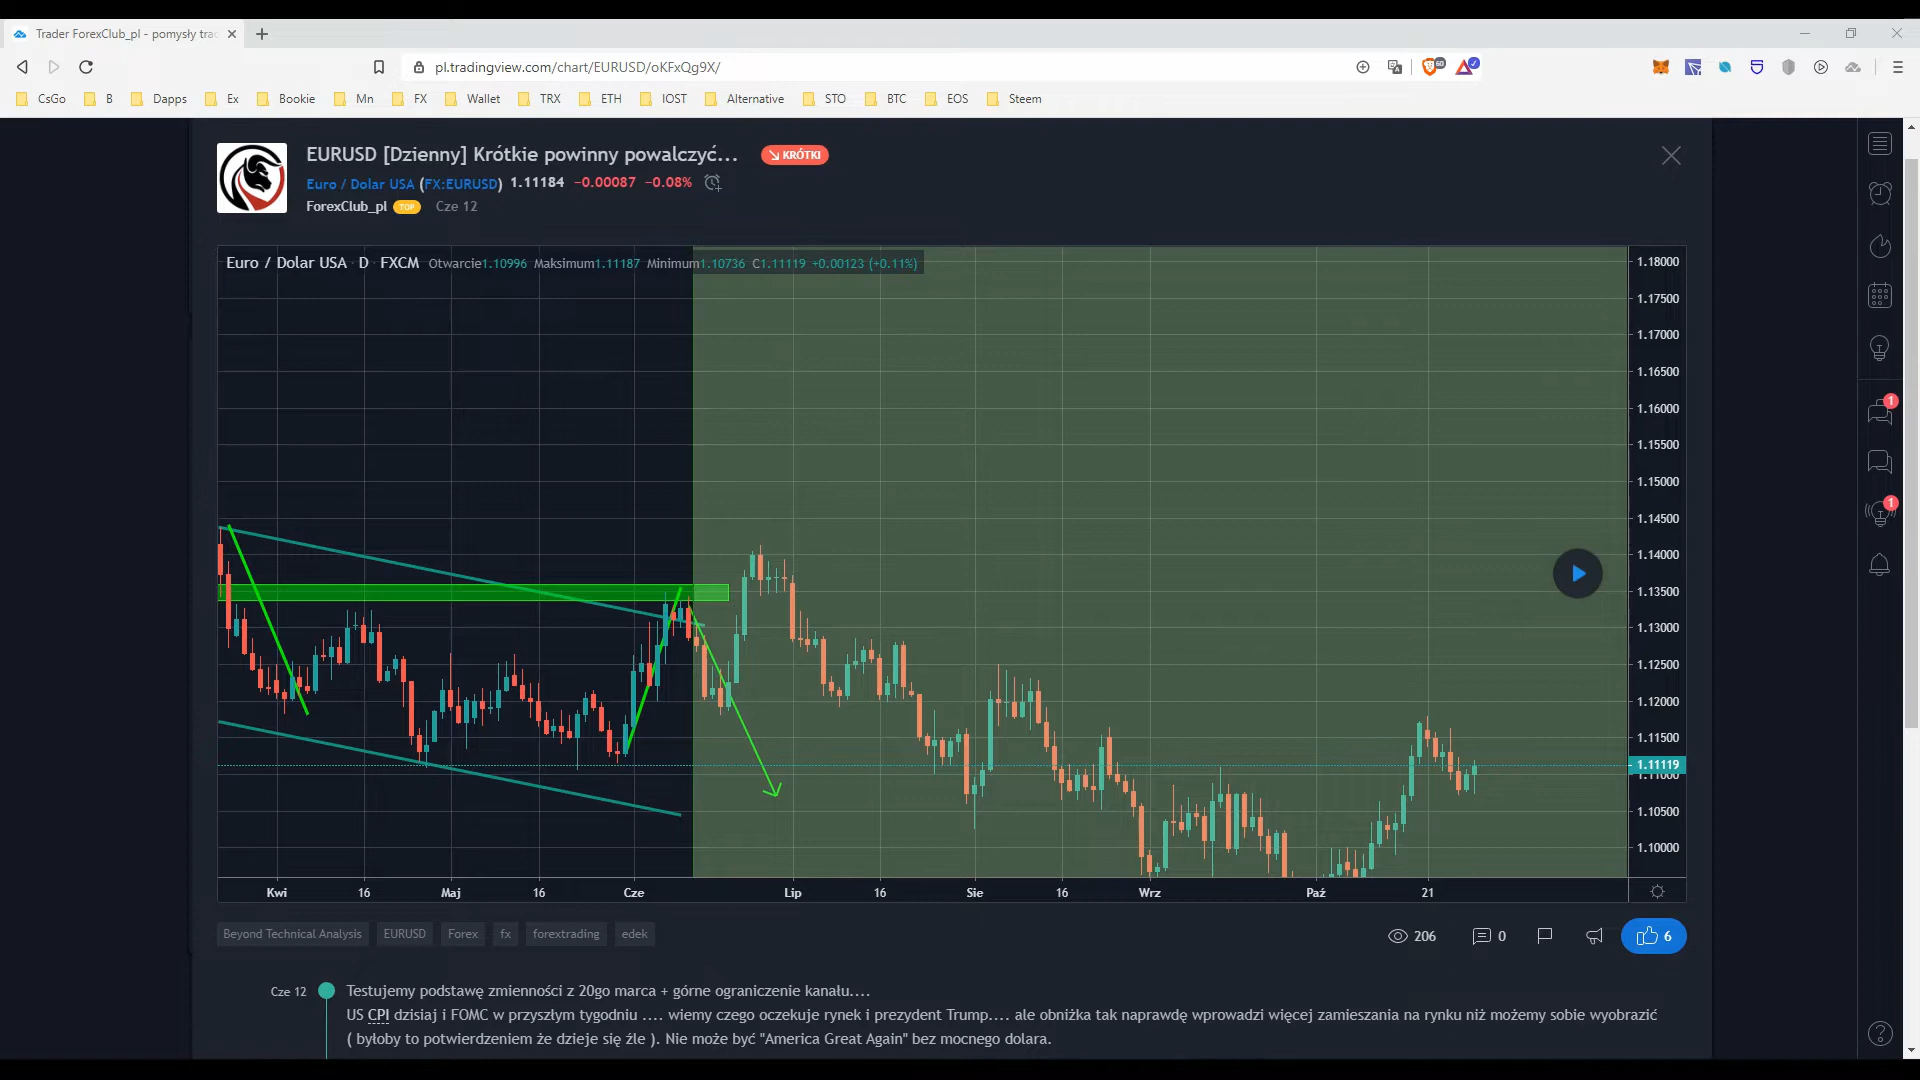 Trader ForexClub_pl - pomysły trad
pl.tradingview.com/chart/EURUSD/oKFxQg9X/
60
CsGo B Dapps Ex Bookie Mn FX Wallet TRX ETH IOST Alternative STO BTC EOS Steem
EURUSD [Dzienny] Krótkie powinny powalczyć... KRÓTKI
Euro / Dolar USA (FX:EURUSD) 1.11184 −0.00087 −0.08%
ForexClub_pl TOP Cze 12
Euro / Dolar USA D FXCM Otwarcie1.10996 Maksimum1.11187 Minimum1.10736 C1.11119 +0.00123 (+0.11%)
1.18000
1.17500
1.17000
1.16500
1.16000
1.15500
1.15000
1.14500
1.14000
1.13500
1.13000
1.12500
1.12000
1.11500
1.11119
1.11000
1.10500
1.10000
Kwi 16 Maj 16 Cze Lip 16 Sie 16 Wrz Paź 21
1
1
Beyond Technical Analysis EURUSD Forex fx forextrading edek
206 0 6
Cze 12 Testujemy podstawę zmienności z 20go marca + górne ograniczenie kanału....
US CPI dzisiaj i FOMC w przyszłym tygodniu .... wiemy czego oczekuje rynek i prezydent Trump.... ale obniżka tak naprawdę wprowadzi więcej zamieszania na rynku niż możemy sobie wyobrazić
( byłoby to potwierdzeniem że dzieje się źle ). Nie może być "America Great Again" bez mocnego dolara.